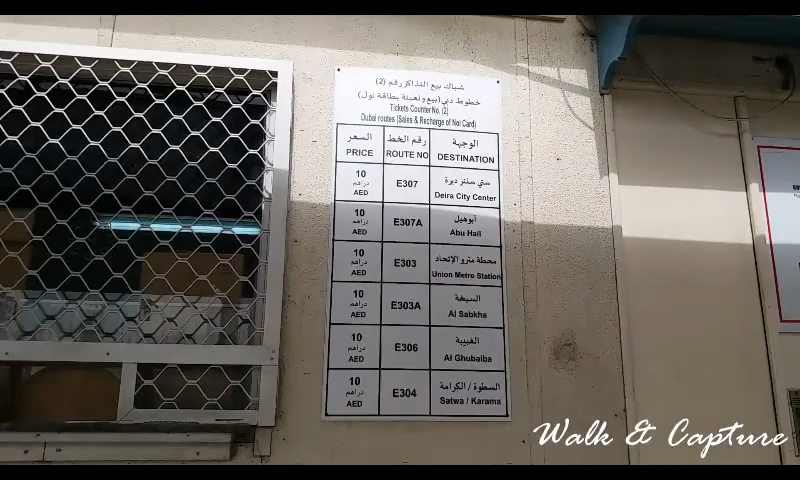 شباك بيع التذاكر رقم (2)
خطوط دبي (بيع وتعبئة بطاقة نول)
Tickets Counter No. (2)
Dubai routes (Sales & Recharge of Nol Card)
السعر رقم الخط الوجهة
PRICE ROUTE NO DESTINATION
10 دراهم AED E307 ستي سنتر ديرة Deira City Center
10 دراهم AED E307A أبوهيل Abu Hail
10 دراهم AED E303 محطة مترو الإتحاد Union Metro Station
10 دراهم AED E303A السبخة Al Sabkha
10 دراهم AED E306 الغبيبة Al Ghubaiba
10 دراهم AED E304 السطوة / الكرامة Satwa / Karama
Walk & Capture